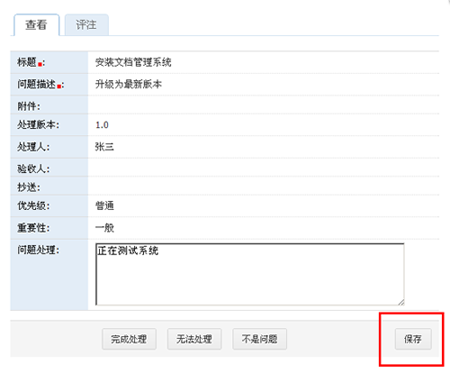 查看 评注
标题: 安装文档管理系统
问题描述: 升级为最新版本
附件:
处理版本: 1.0
处理人: 张三
验收人:
抄送:
优先级: 普通
重要性: 一般
问题处理: 正在测试系统
完成处理 无法处理 不是问题 保存